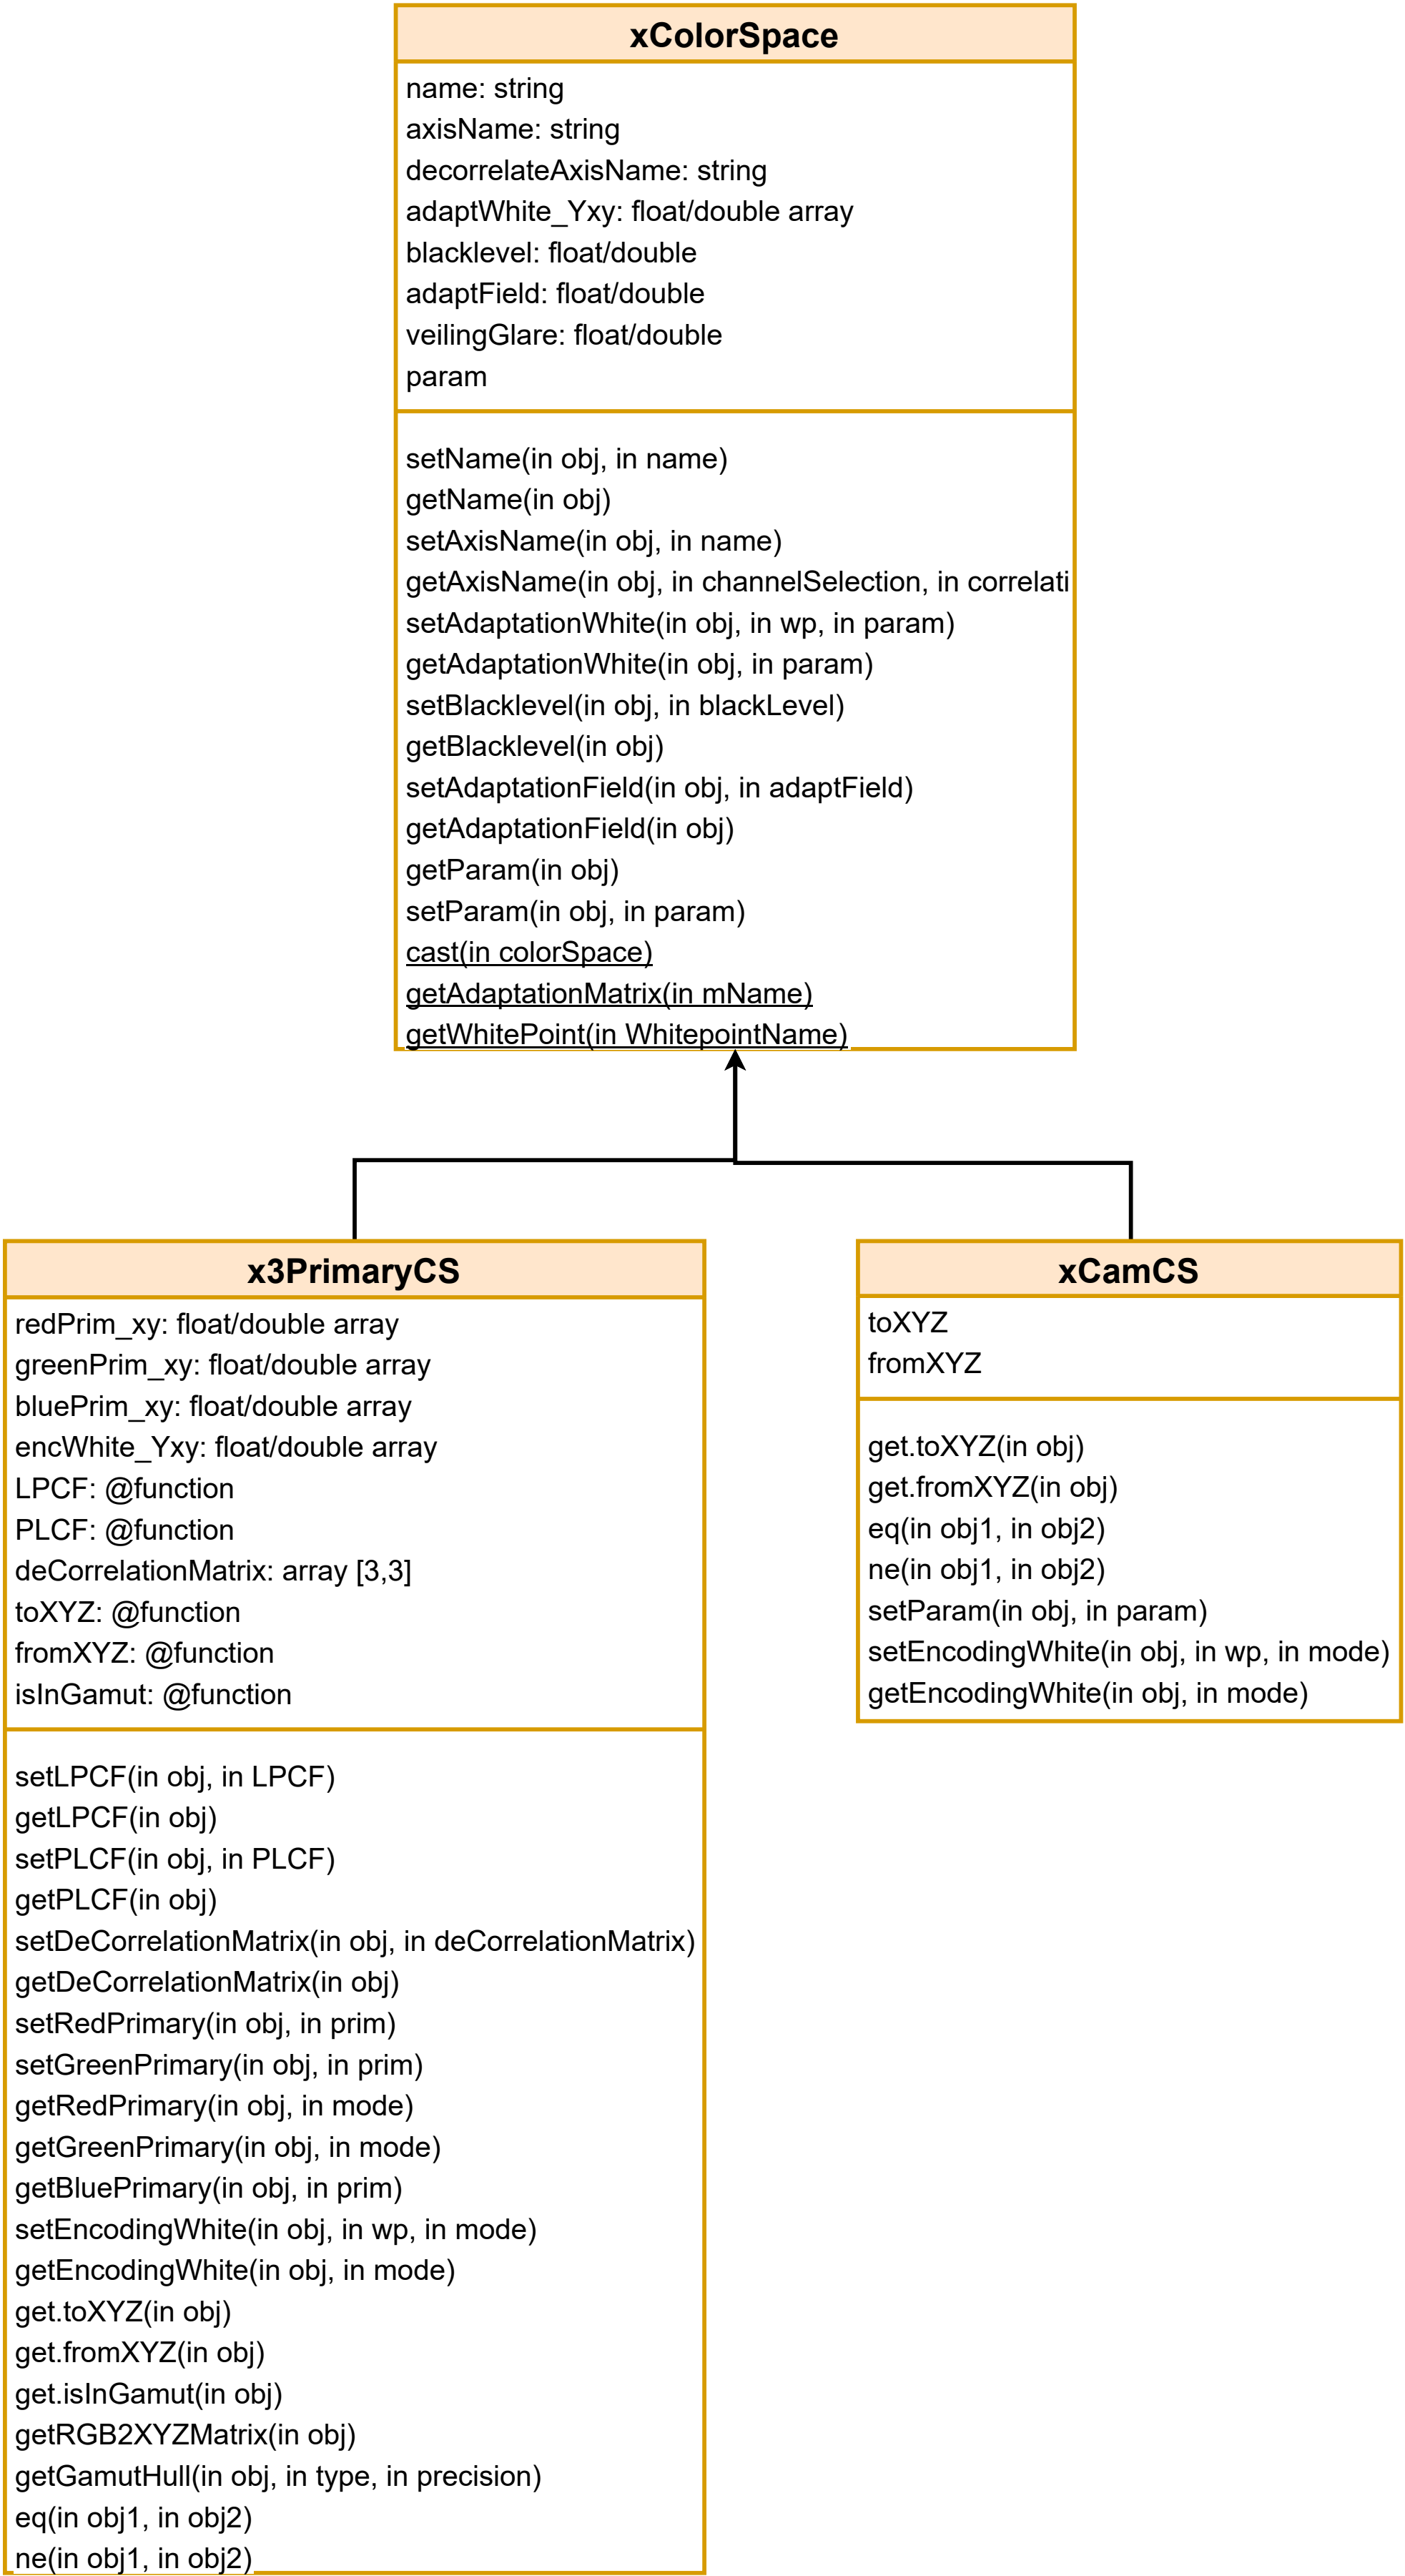 xColorSpace
name: string
axisName: string
decorrelateAxisName: string
adaptWhite_Yxy: float/double array
blacklevel: float/double
adaptField: float/double
veilingGlare: float/double
param
setName(in obj, in name)
getName(in obj)
setAxisName(in obj, in name)
getAxisName(in obj, in channelSelection, in correlati
setAdaptationWhite(in obj, in wp, in param)
getAdaptationWhite(in obj, in param)
setBlacklevel(in obj, in blackLevel)
getBlacklevel(in obj)
setAdaptationField(in obj, in adaptField)
getAdaptationField(in obj)
getParam(in obj)
setParam(in obj, in param)
cast(in colorSpace)
getAdaptationMatrix(in mName)
getWhitePoint(in WhitepointName)
x3PrimaryCS
redPrim_xy: float/double array
greenPrim_xy: float/double array
bluePrim_xy: float/double array
encWhite_Yxy: float/double array
LPCF: @function
PLCF: @function
deCorrelationMatrix: array [3,3]
toXYZ: @function
fromXYZ: @function
isInGamut: @function
setLPCF(in obj, in LPCF)
getLPCF(in obj)
setPLCF(in obj, in PLCF)
getPLCF(in obj)
setDeCorrelationMatrix(in obj, in deCorrelationMatrix)
getDeCorrelationMatrix(in obj)
setRedPrimary(in obj, in prim)
setGreenPrimary(in obj, in prim)
getRedPrimary(in obj, in mode)
getGreenPrimary(in obj, in mode)
getBluePrimary(in obj, in prim)
setEncodingWhite(in obj, in wp, in mode)
getEncodingWhite(in obj, in mode)
get.toXYZ(in obj)
get.fromXYZ(in obj)
get.isInGamut(in obj)
getRGB2XYZMatrix(in obj)
getGamutHull(in obj, in type, in precision)
eq(in obj1, in obj2)
ne(in obj1, in obj2)
xCamCS
toXYZ
fromXYZ
get.toXYZ(in obj)
get.fromXYZ(in obj)
eq(in obj1, in obj2)
ne(in obj1, in obj2)
setParam(in obj, in param)
setEncodingWhite(in obj, in wp, in mode)
getEncodingWhite(in obj, in mode)